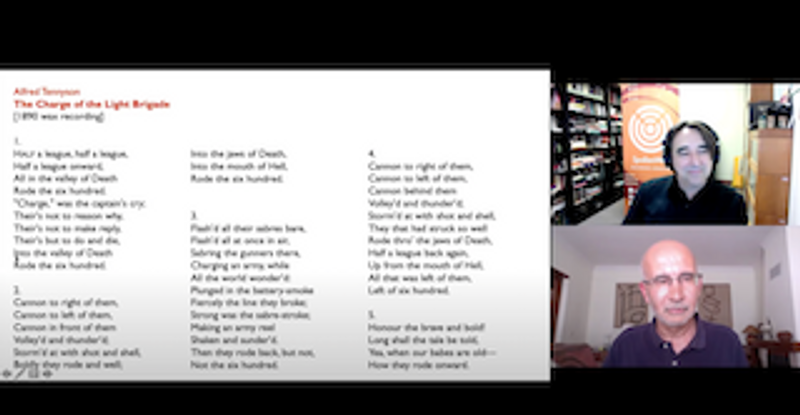 Alfred Tennyson
The Charge of the Light Brigade
[1890 wax recording]
1.
HALF a league, half a league,
Half a league onward,
All in the valley of Death
Rode the six hundred.
"Charge," was the captain's cry;
Their's not to reason why,
Their's not to make reply,
Their's but to do and die,
Into the valley of Death
Rode the six hundred.
2.
Cannon to right of them,
Cannon to left of them,
Cannon in front of them
Volley'd and thunder'd;
Storm'd at with shot and shell,
Boldly they rode and well;
Into the jaws of Death,
Into the mouth of Hell,
Rode the six hundred.
3.
Flash'd all their sabres bare,
Flash'd all at once in air,
Sabring the gunners there,
Charging an army, while
All the world wonder'd:
Plunged in the battery-smoke
Fiercely the line they broke;
Strong was the sabre-stroke;
Making an army reel
Shaken and sunder'd.
Then they rode back, but not,
Not the six hundred.
4.
Cannon to right of them,
Cannon to left of them,
Cannon behind them
Volley'd and thunder'd;
Storm'd at with shot and shell,
They that had struck so well
Rode thro' the jaws of Death,
Half a league back again,
Up from the mouth of Hell,
All that was left of them,
Left of six hundred.
5.
Honour the brave and bold!
Long shall the tale be told,
Yea, when our babes are old—
How they rode onward.